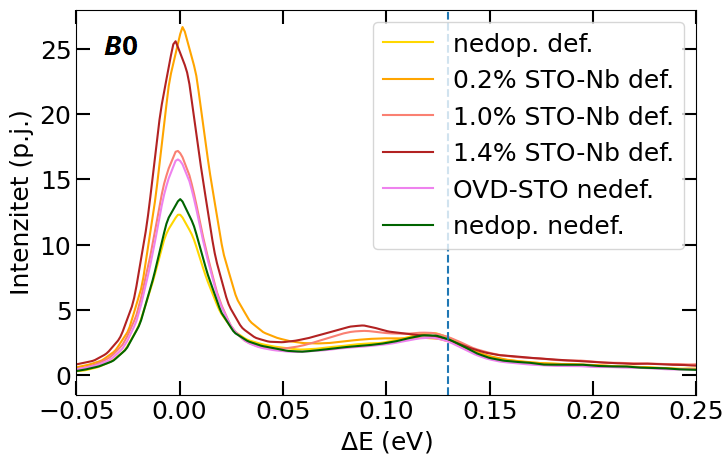 B0
nedop. def.
0.2% STO-Nb def.
1.0% STO-Nb def.
1.4% STO-Nb def.
OVD-STO nedef.
nedop. nedef.
Intenzitet (p.j.)
25
20
15
10
5
0
−0.05 0.00 0.05 0.10 0.15 0.20 0.25
ΔE (eV)